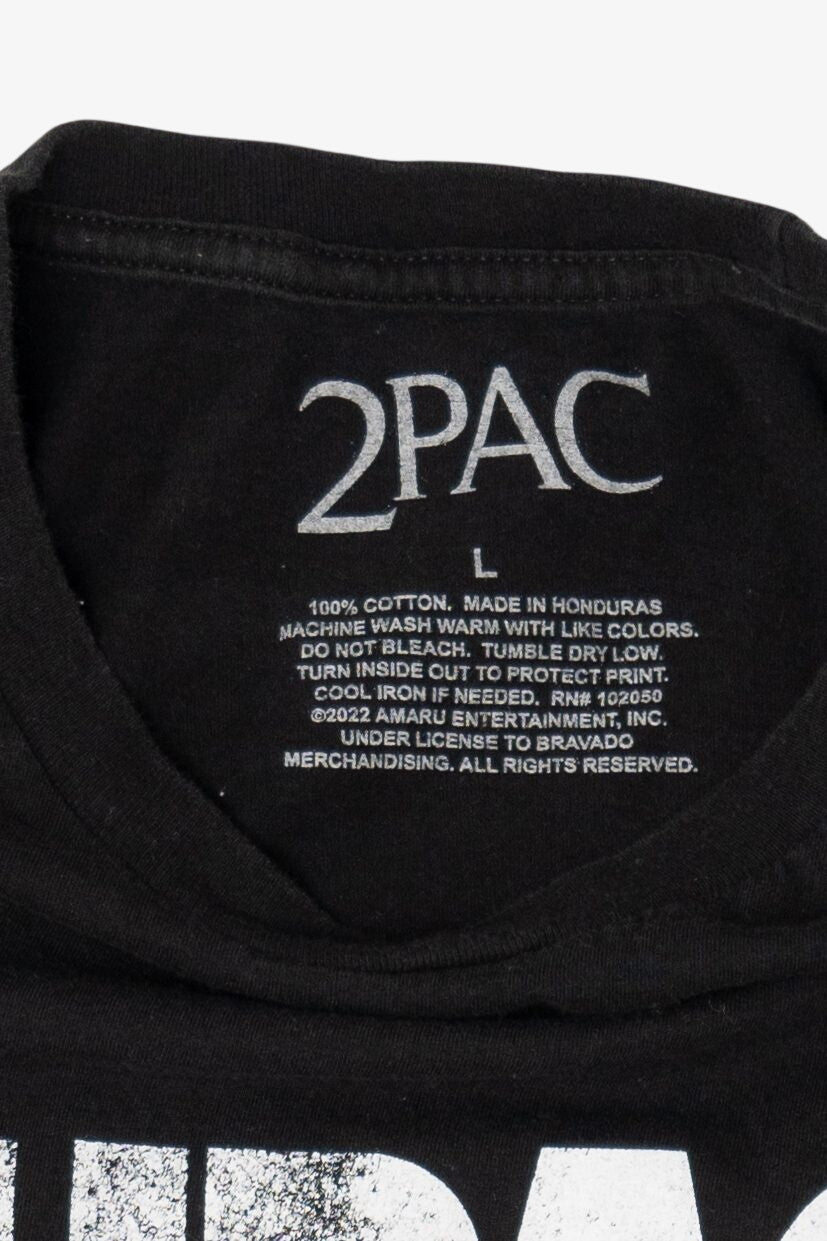 2PAC
L
100% COTTON. MADE IN HONDURAS
MACHINE WASH WARM WITH LIKE COLORS.
DO NOT BLEACH. TUMBLE DRY LOW.
TURN INSIDE OUT TO PROTECT PRINT.
COOL IRON IF NEEDED. RN# 102050
©2022 AMARU ENTERTAINMENT, INC.
UNDER LICENSE TO BRAVADO
MERCHANDISING. ALL RIGHTS RESERVED.